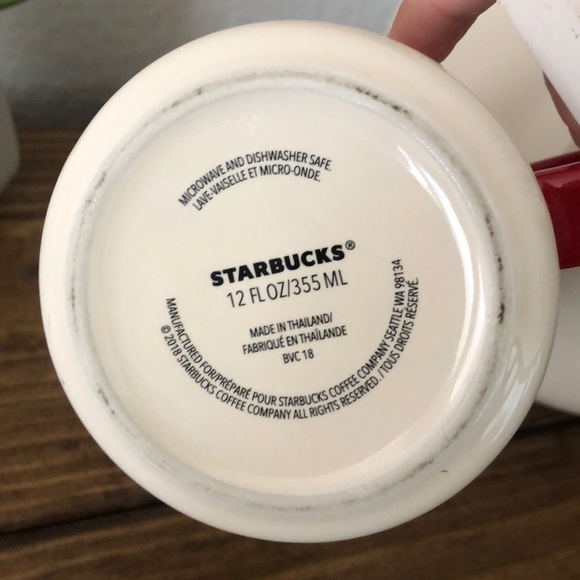 MICROWAVE AND DISHWASHER SAFE.
LAVE-VAISELLE ET MICRO-ONDE.
STARBUCKS®
12 FL OZ/355 ML
MADE IN THAILAND/
FABRIQUÉ EN THAÏLANDE
BVC 18
MANUFACTURED FOR/PRÉPARÉ POUR STARBUCKS COFFEE COMPANY SEATTLE WA 98134
© 2018 STARBUCKS COFFEE COMPANY ALL RIGHTS RESERVED. / TOUS DROITS RÉSERVÉ.